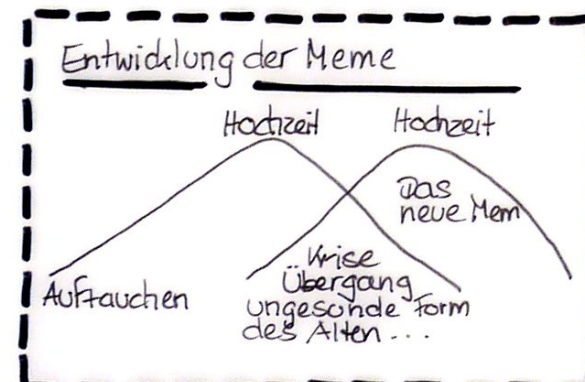 Entwicklung der Meme
Hochzeit
Hochzeit
Das
neue Mem
Auftauchen
Krise
Übergang
ungesunde Form
des Alten . . .